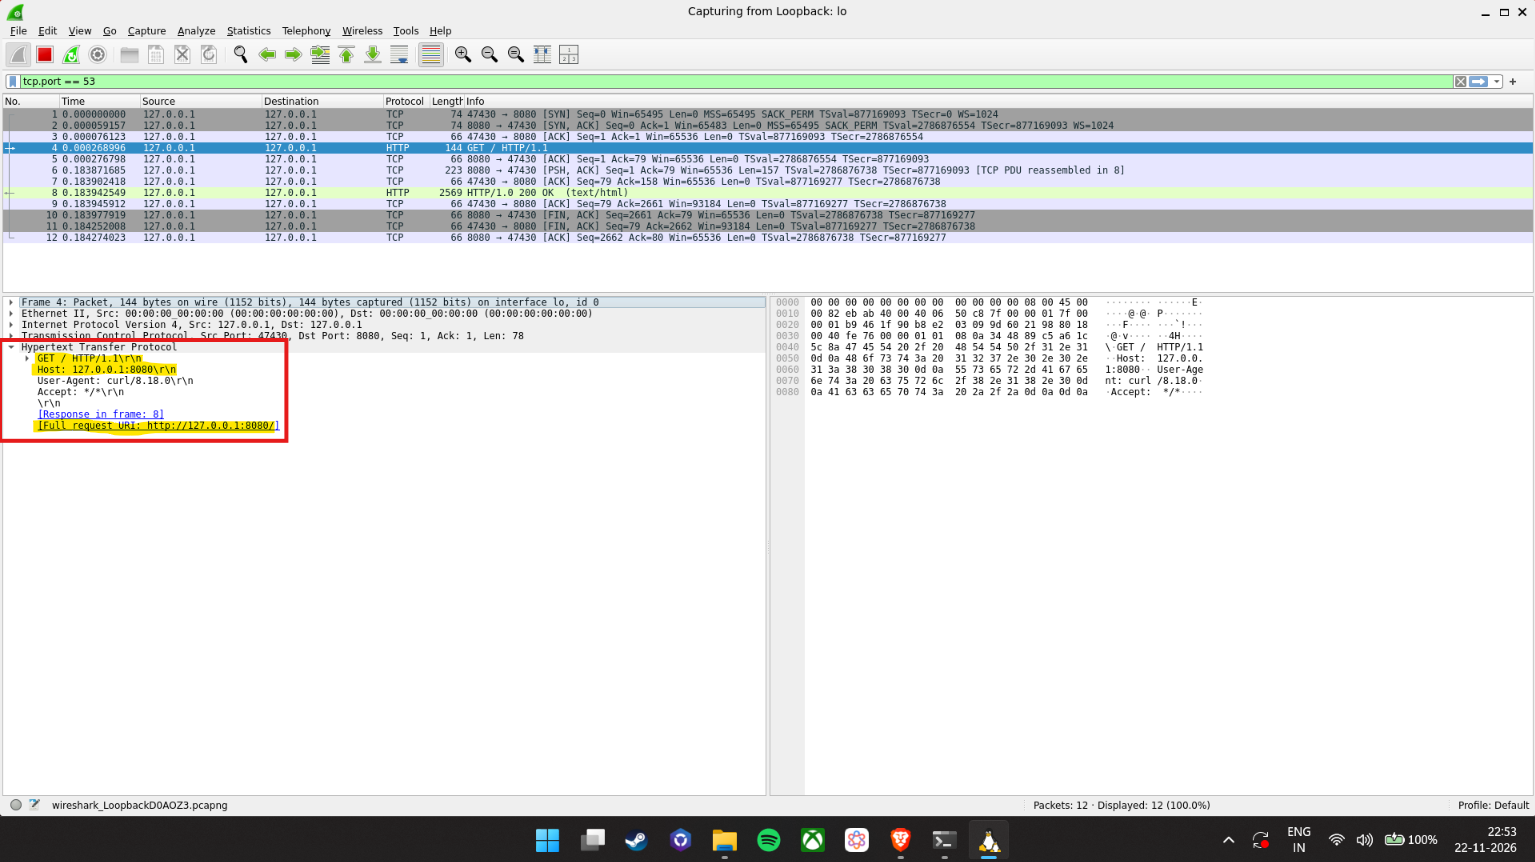 Capturing from Loopback: lo
File Edit View Go Capture Analyze Statistics Telephony Wireless Tools Help
tcp.port == 53
No. Time Source Destination Protocol Length Info
1 0.000000000 127.0.0.1 127.0.0.1 TCP 74 47430 → 8080 [SYN] Seq=0 Win=65495 Len=0 MSS=65495 SACK_PERM TSval=877169093 TSecr=0 WS=1024
2 0.000059157 127.0.0.1 127.0.0.1 TCP 74 8080 → 47430 [SYN, ACK] Seq=0 Ack=1 Win=65483 Len=0 MSS=65495 SACK_PERM TSval=2786876554 TSecr=877169093 WS=1024
3 0.000076123 127.0.0.1 127.0.0.1 TCP 66 47430 → 8080 [ACK] Seq=1 Ack=1 Win=65536 Len=0 TSval=877169093 TSecr=2786876554
4 0.000268996 127.0.0.1 127.0.0.1 HTTP 144 GET / HTTP/1.1
5 0.000276798 127.0.0.1 127.0.0.1 TCP 66 8080 → 47430 [ACK] Seq=1 Ack=79 Win=65536 Len=0 TSval=2786876554 TSecr=877169093
6 0.183871685 127.0.0.1 127.0.0.1 TCP 223 8080 → 47430 [PSH, ACK] Seq=1 Ack=79 Win=65536 Len=157 TSval=2786876738 TSecr=877169093 [TCP PDU reassembled in 8]
7 0.183902418 127.0.0.1 127.0.0.1 TCP 66 47430 → 8080 [ACK] Seq=79 Ack=158 Win=65536 Len=0 TSval=877169277 TSecr=2786876738
8 0.183942549 127.0.0.1 127.0.0.1 HTTP 2569 HTTP/1.0 200 OK (text/html)
9 0.183945912 127.0.0.1 127.0.0.1 TCP 66 47430 → 8080 [ACK] Seq=79 Ack=2661 Win=93184 Len=0 TSval=877169277 TSecr=2786876738
10 0.183977919 127.0.0.1 127.0.0.1 TCP 66 8080 → 47430 [FIN, ACK] Seq=2661 Ack=79 Win=65536 Len=0 TSval=2786876738 TSecr=877169277
11 0.184252008 127.0.0.1 127.0.0.1 TCP 66 47430 → 8080 [FIN, ACK] Seq=79 Ack=2662 Win=93184 Len=0 TSval=877169277 TSecr=2786876738
12 0.184274023 127.0.0.1 127.0.0.1 TCP 66 8080 → 47430 [ACK] Seq=2662 Ack=80 Win=65536 Len=0 TSval=2786876738 TSecr=877169277
Frame 4: Packet, 144 bytes on wire (1152 bits), 144 bytes captured (1152 bits) on interface lo, id 0
Ethernet II, Src: 00:00:00_00:00:00 (00:00:00:00:00:00), Dst: 00:00:00_00:00:00 (00:00:00:00:00:00)
Internet Protocol Version 4, Src: 127.0.0.1, Dst: 127.0.0.1
Transmission Control Protocol, Src Port: 47430, Dst Port: 8080, Seq: 1, Ack: 1, Len: 78
Hypertext Transfer Protocol
GET / HTTP/1.1\r\n
Host: 127.0.0.1:8080\r\n
User-Agent: curl/8.18.0\r\n
Accept: */*\r\n
\r\n
[Response in frame: 8]
[Full request URI: http://127.0.0.1:8080/]
0000 00 00 00 00 00 00 00 00 00 00 00 00 08 00 45 00 ········ ······E·
0010 00 82 eb ab 40 00 40 06 50 c8 7f 00 00 01 7f 00 ····@·@· P·······
0020 00 01 b9 46 1f 90 b8 e2 03 09 9d 60 21 98 80 18 ···F···· ···`!···
0030 00 40 fe 76 00 00 01 01 08 0a 34 48 89 c5 a6 1c ·@·v···· ··4H····
0040 5c 8a 47 45 54 20 2f 20 48 54 54 50 2f 31 2e 31 \·GET / HTTP/1.1
0050 0d 0a 48 6f 73 74 3a 20 31 32 37 2e 30 2e 30 2e ··Host: 127.0.0.
0060 31 3a 38 30 38 30 0d 0a 55 73 65 72 2d 41 67 65 1:8080·· User-Age
0070 6e 74 3a 20 63 75 72 6c 2f 38 2e 31 38 2e 30 0d nt: curl /8.18.0·
0080 0a 41 63 63 65 70 74 3a 20 2a 2f 2a 0d 0a 0d 0a ·Accept: */*····
wireshark_LoopbackD0AOZ3.pcapng
Packets: 12 · Displayed: 12 (100.0%)
Profile: Default
ENG
IN
100%
22:53
22-11-2026